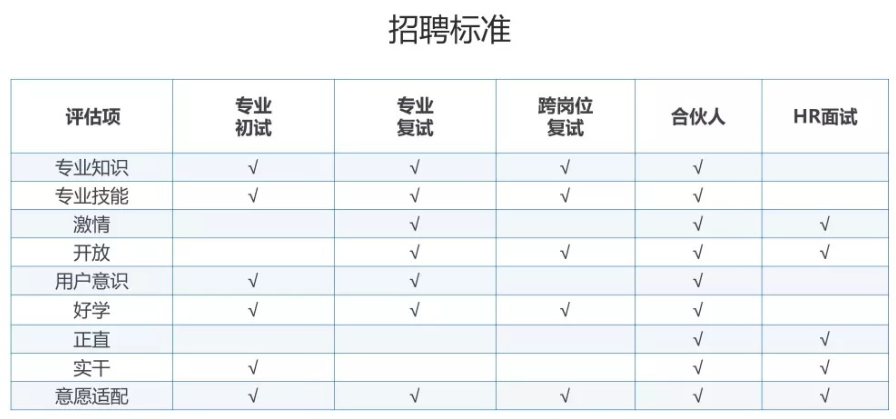 招聘标准
评估项 专业初试 专业复试 跨岗位复试 合伙人 HR面试
专业知识 √ √ √ √
专业技能 √ √ √ √
激情 √ √ √
开放 √ √ √ √
用户意识 √ √ √
好学 √ √ √ √
正直 √ √
实干 √ √ √
意愿适配 √ √ √ √ √